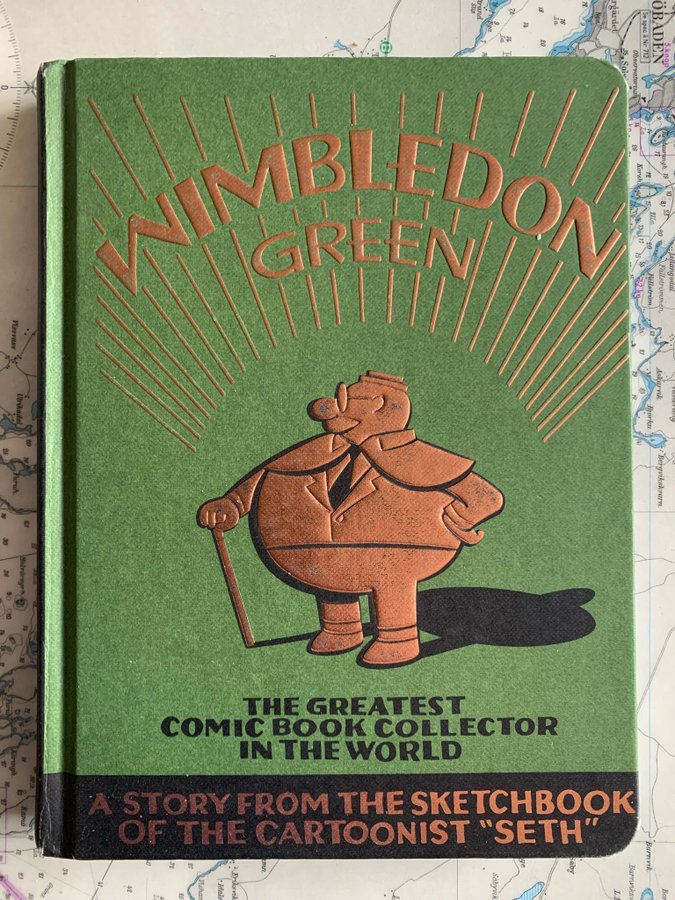 WIMBLEDON
GREEN
THE GREATEST
COMIC BOOK COLLECTOR
IN THE WORLD
A STORY FROM THE SKETCHBOOK
OF THE CARTOONIST "SETH"